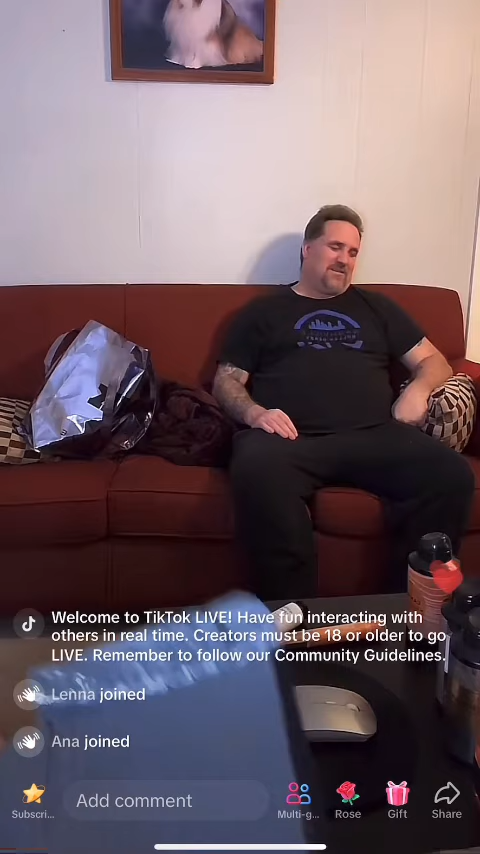 Welcome to TikTok LIVE! Have fun interacting with
others in real time. Creators must be 18 or older to go
LIVE. Remember to follow our Community Guidelines.
Lenna joined
Ana joined
Add comment
Subscri... Multi-g... Rose Gift Share